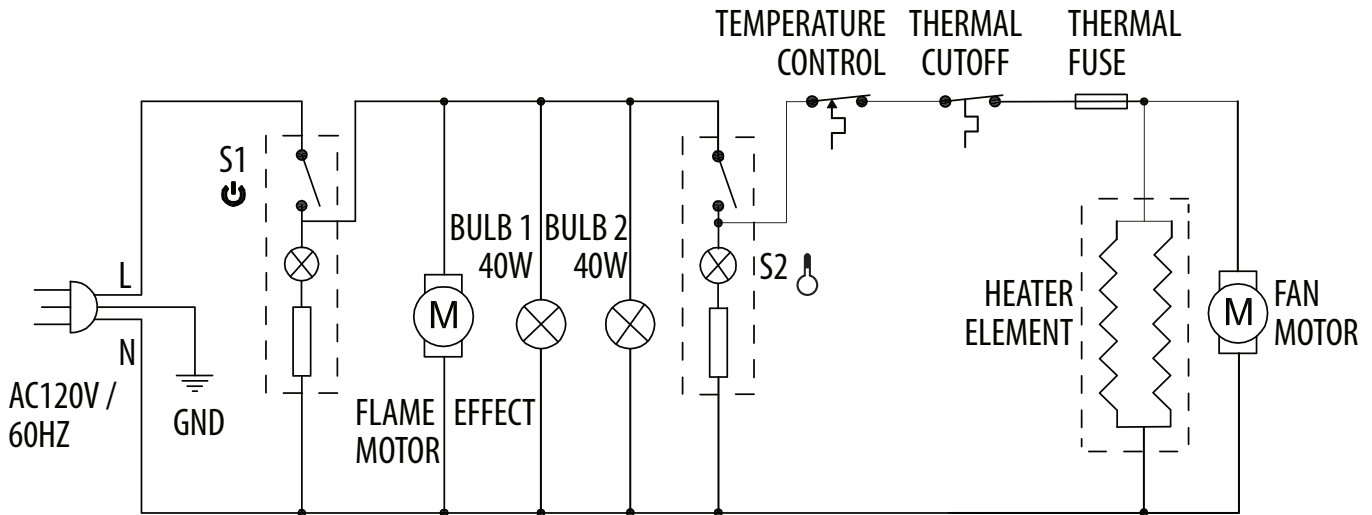 TEMPERATURE
CONTROL
THERMAL
CUTOFF
THERMAL
FUSE
S1
L
N
AC120V /
60HZ
GND
M
FLAME EFFECT
MOTOR
BULB 1
40W
BULB 2
40W
S2
HEATER
ELEMENT
M
FAN
MOTOR